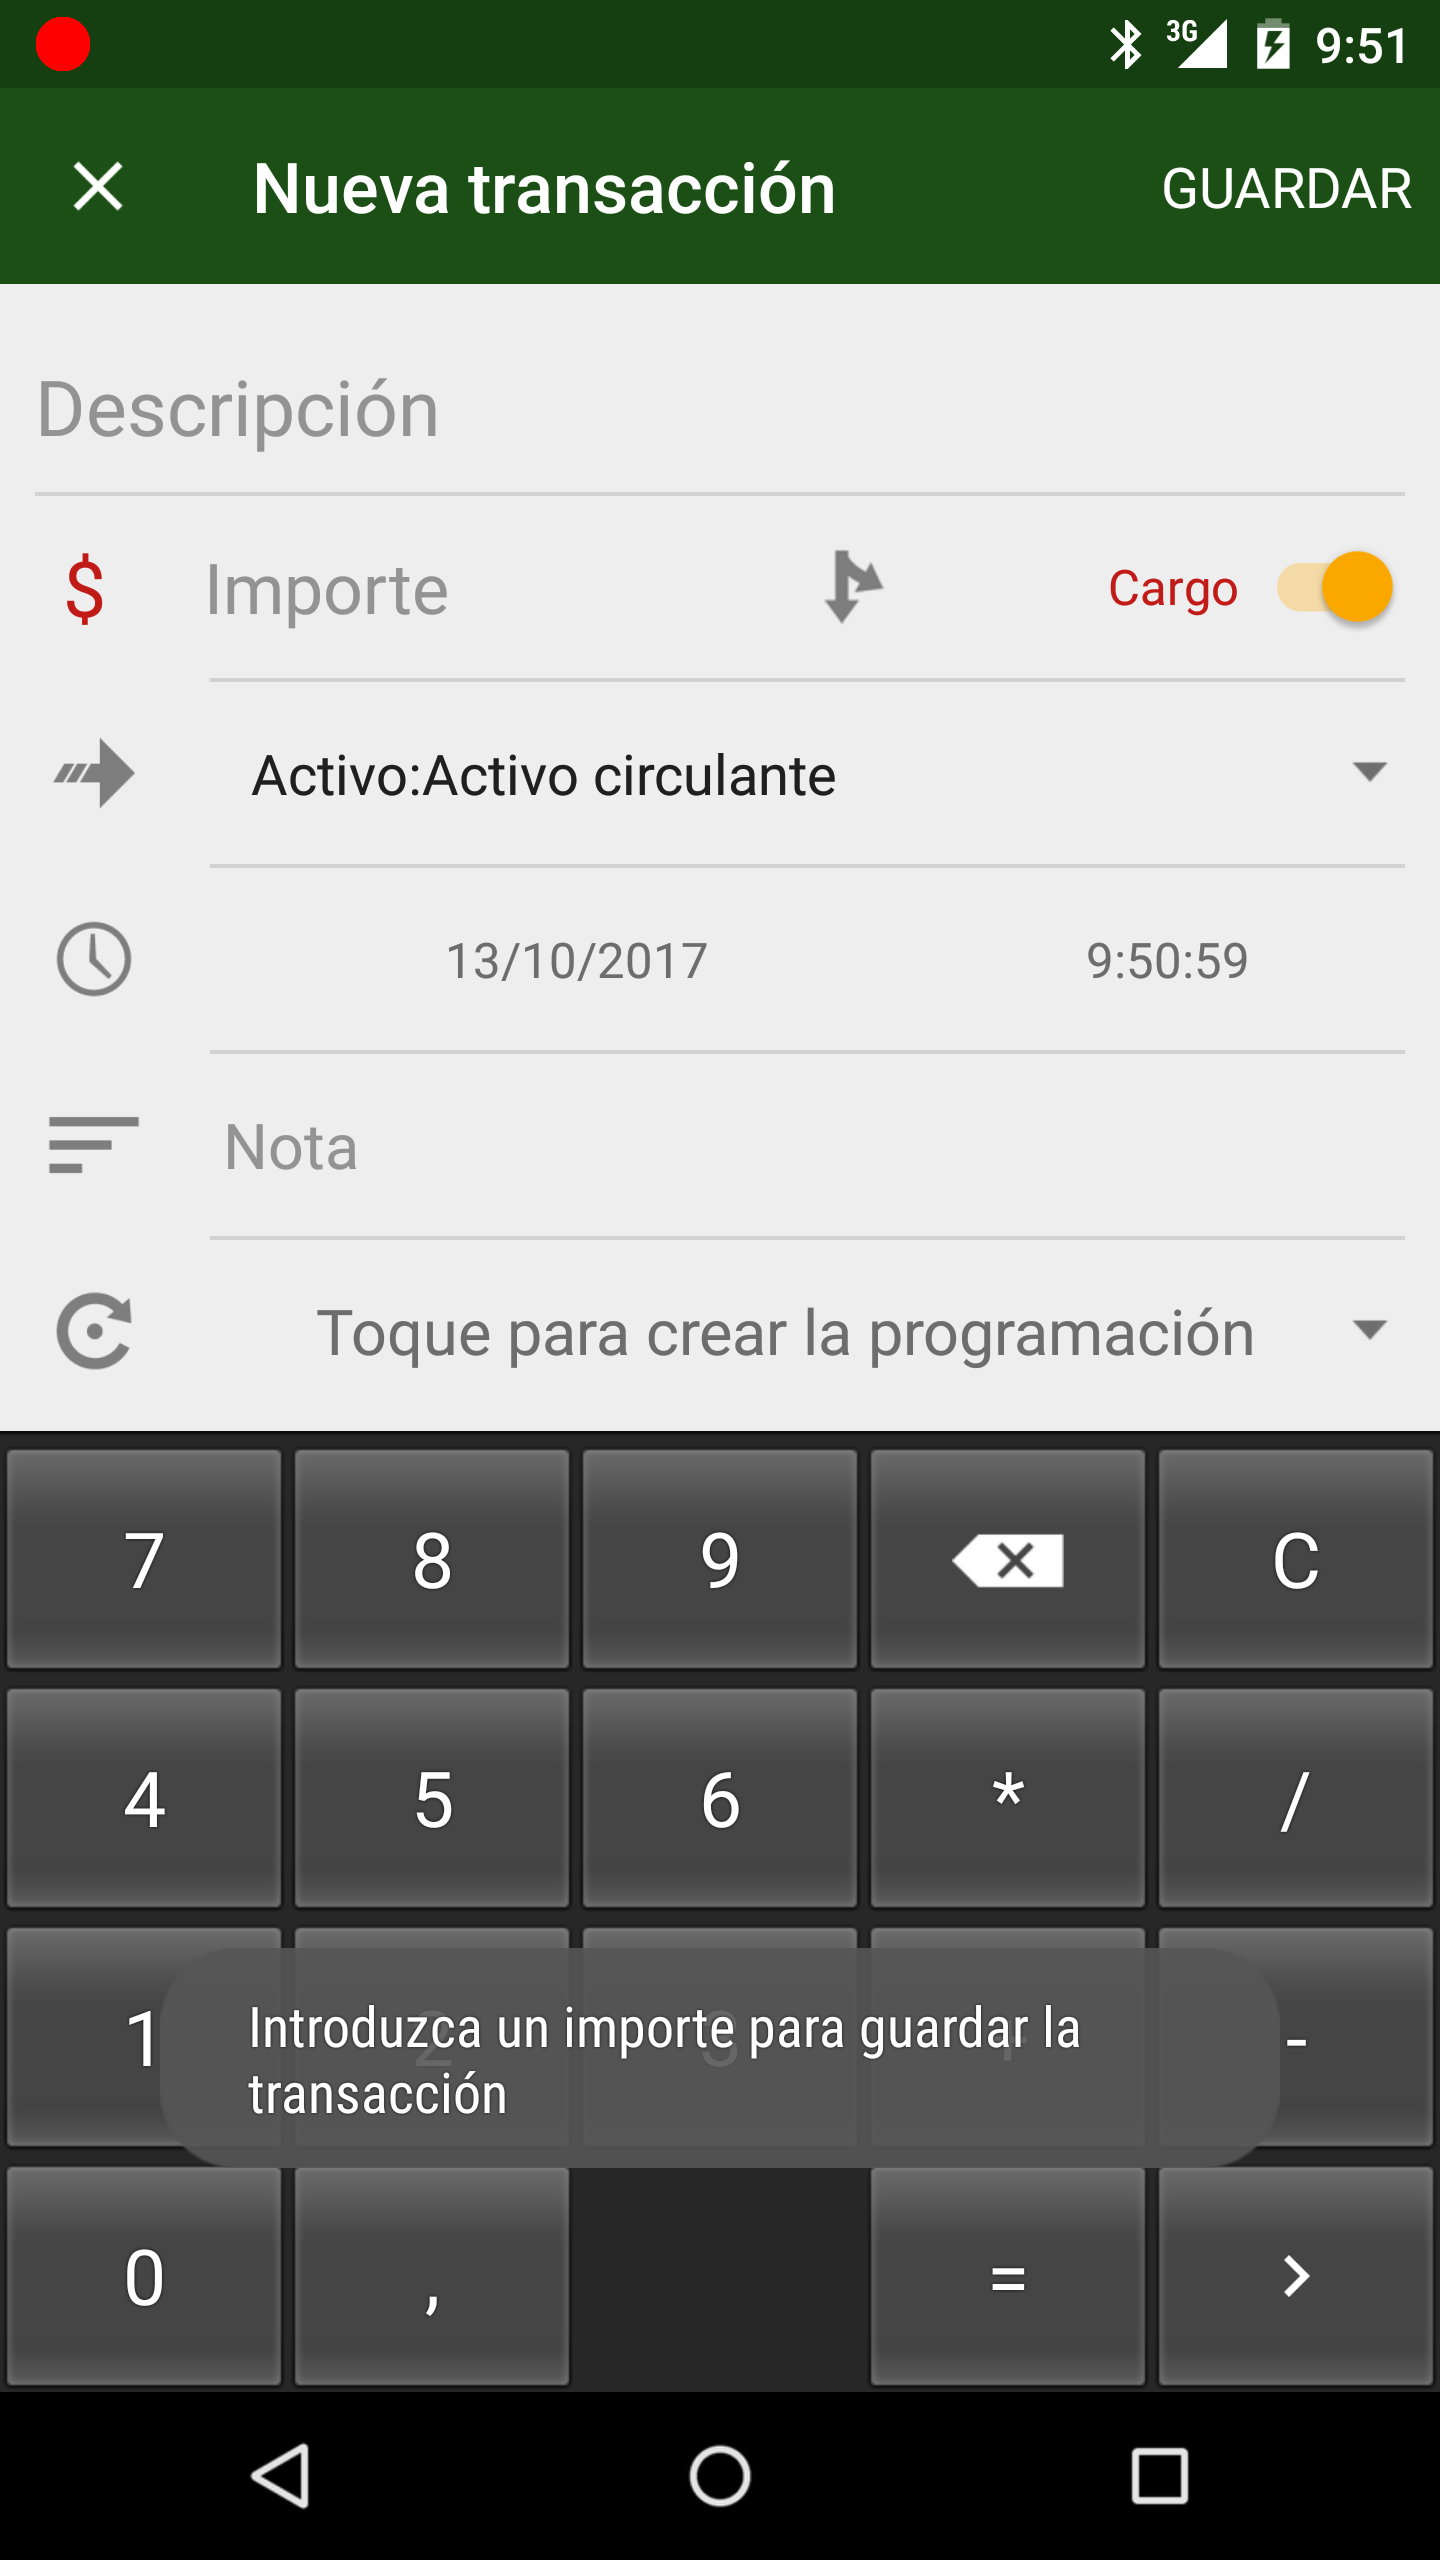 3G 9:51
Nueva transacción GUARDAR
Descripción
$ Importe Cargo
Activo:Activo circulante
13/10/2017 9:50:59
Nota
Toque para crear la programación
7 8 9 C
4 5 6 * /
1 2 3 + -
Introduzca un importe para guardar la
transacción
0 , = >